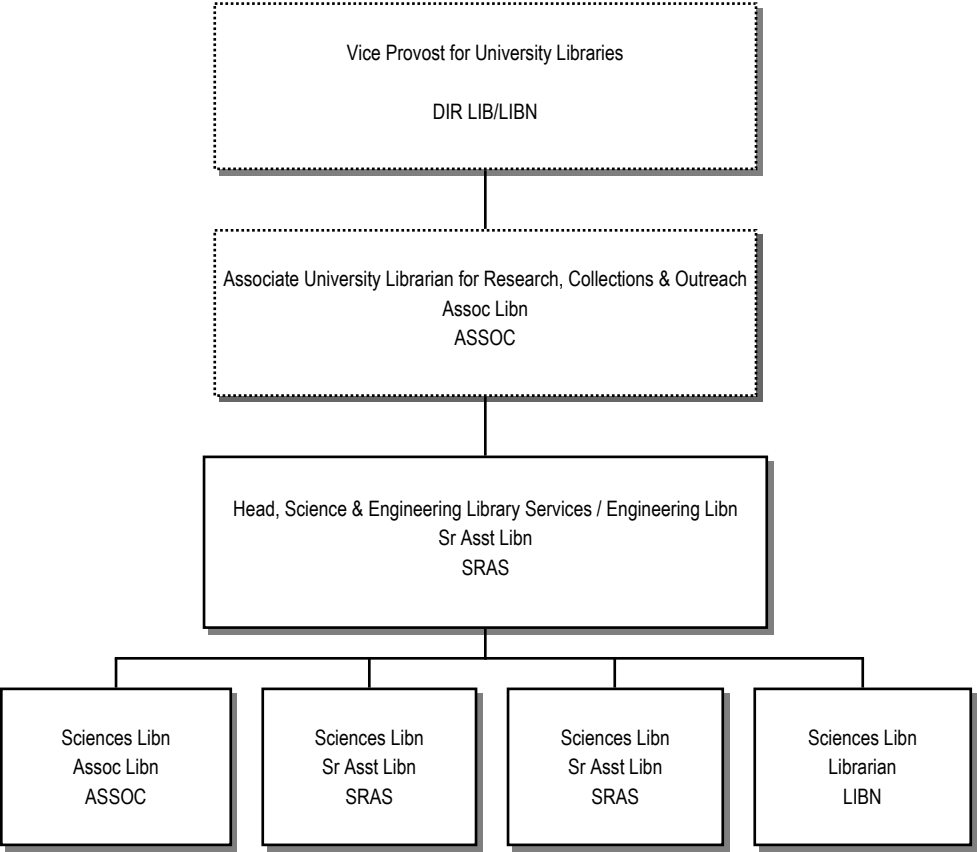 Vice Provost for University Libraries
DIR LIB/LIBN
Associate University Librarian for Research, Collections & Outreach
Assoc Libn
ASSOC
Head, Science & Engineering Library Services / Engineering Libn
Sr Asst Libn
SRAS
Sciences Libn
Assoc Libn
ASSOC
Sciences Libn
Sr Asst Libn
SRAS
Sciences Libn
Sr Asst Libn
SRAS
Sciences Libn
Librarian
LIBN